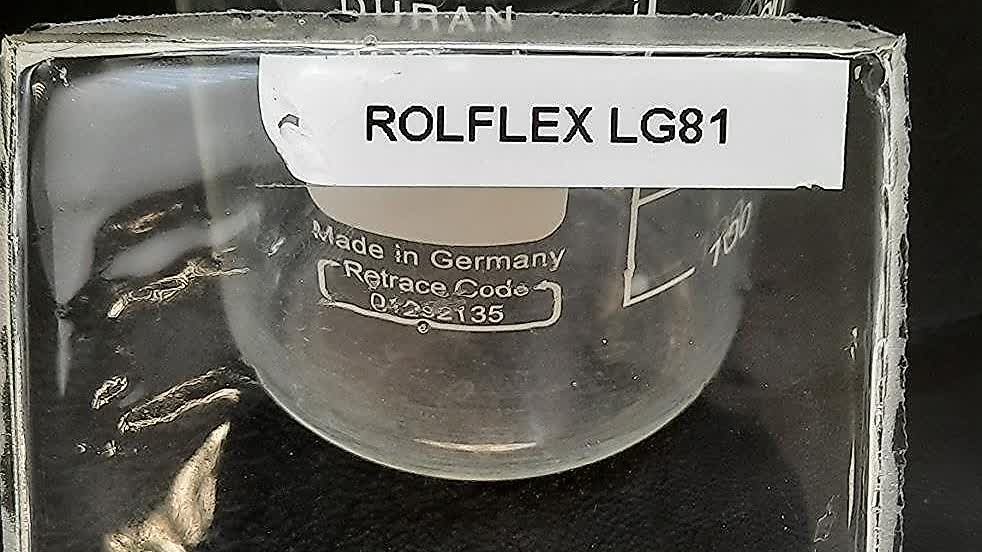 DURAN
ROLFLEX LG81
Made in Germany
100
Retrace Code
01292135